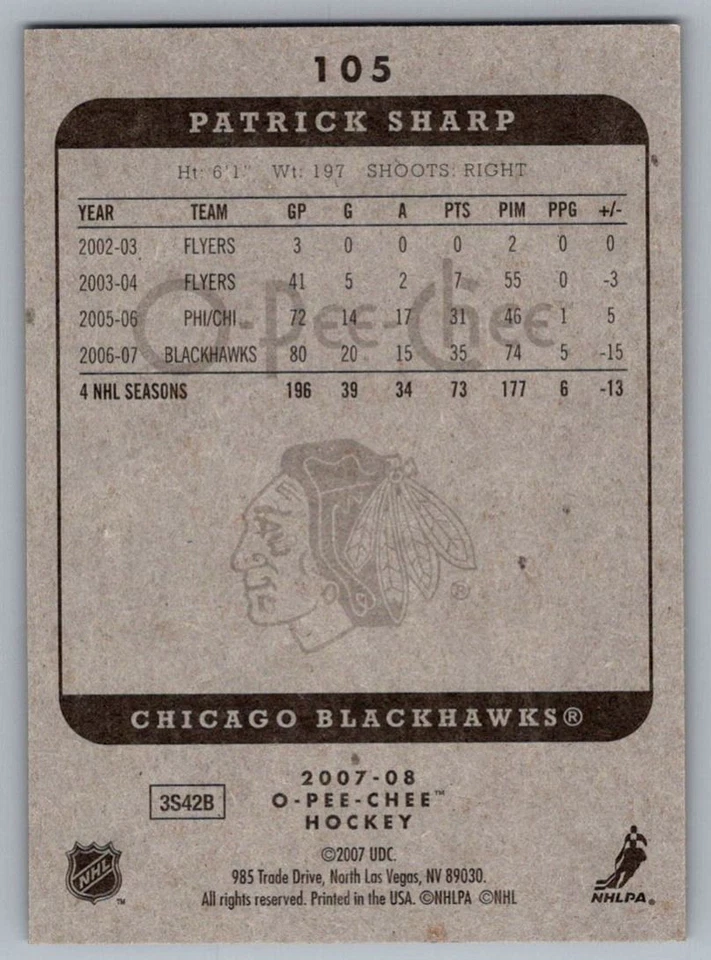 105
PATRICK SHARP
Ht: 6'1" Wt: 197 SHOOTS: RIGHT
YEAR TEAM GP G A PTS PIM PPG +/-
2002-03 FLYERS 3 0 0 0 2 0 0
2003-04 FLYERS 41 5 2 7 55 0 -3
2005-06 PHI/CHI 72 14 17 31 46 1 5
2006-07 BLACKHAWKS 80 20 15 35 74 5 -15
4 NHL SEASONS 196 39 34 73 177 6 -13
O-Pee-Chee
®
CHICAGO BLACKHAWKS®
2007-08
3S42B
O-PEE-CHEE™
HOCKEY
©2007 UDC.
985 Trade Drive, North Las Vegas, NV 89030.
All rights reserved. Printed in the USA. ©NHLPA ©NHL
NHL ™
NHLPA®